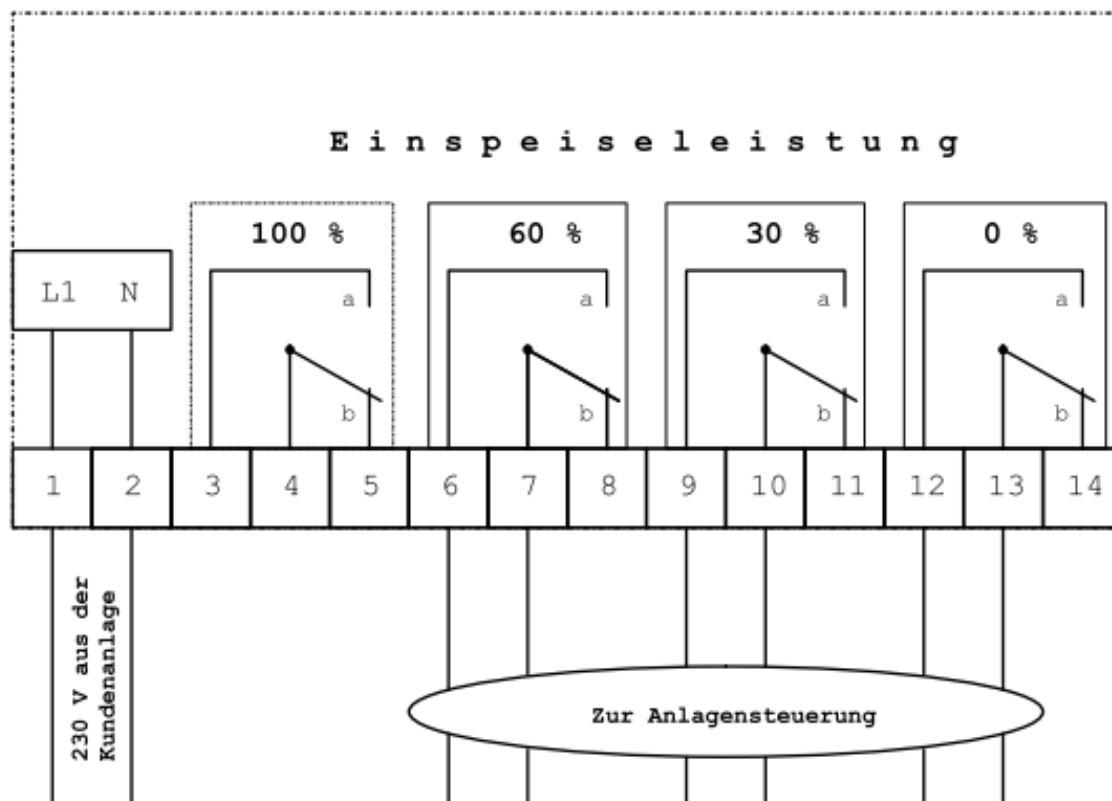 Einspeiseleistung
100 % 60 % 30 % 0 %
L1 N
a a a a
b b b b
1 2 3 4 5 6 7 8 9 10 11 12 13 14
230 V aus der
Kundenanlage
Zur Anlagensteuerung